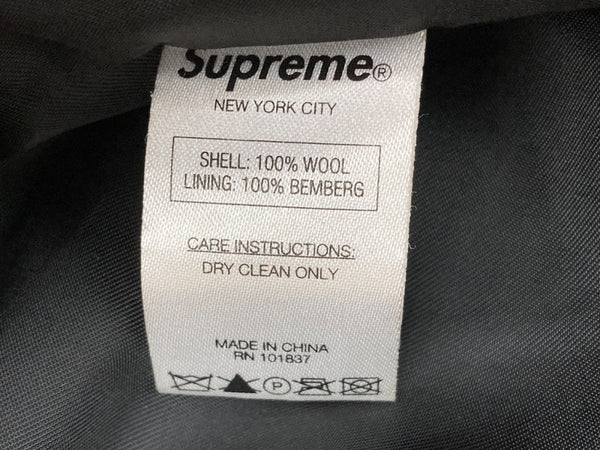 Supreme®
NEW YORK CITY
SHELL: 100% WOOL
LINING: 100% BEMBERG
CARE INSTRUCTIONS:
DRY CLEAN ONLY
MADE IN CHINA
RN 101837
P